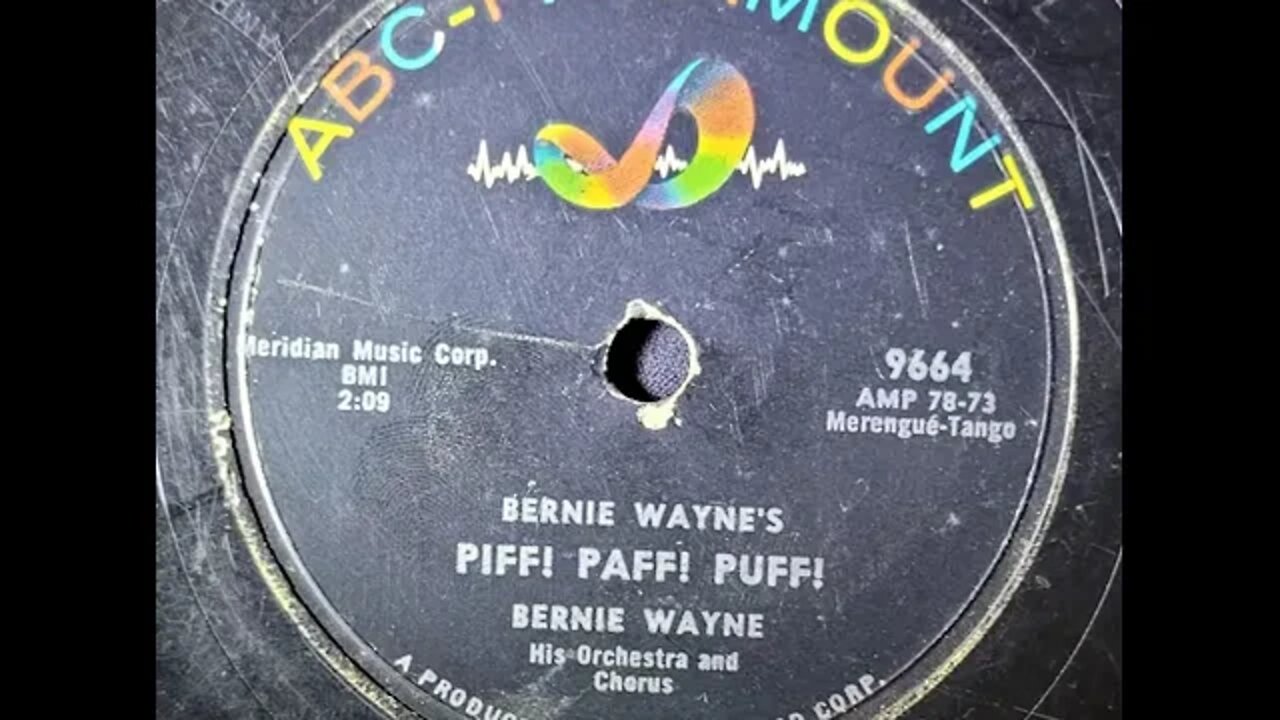 ABC-
MOUNT
Meridian Music Corp.
BMI
2:09
9664
AMP 78-73
Merengué-Tango
BERNIE WAYNE'S
PIFF! PAFF! PUFF!
BERNIE WAYNE
His Orchestra and
Chorus
A CORP.